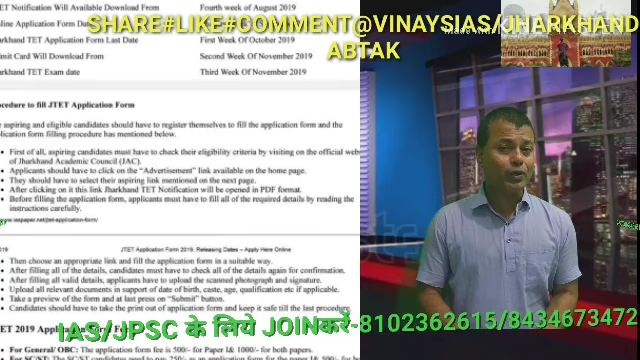 SHARE#LIKE#COMMENT@VINAYSIAS/JHARKHAND
ABTAK
ET Notification Will Available Download From Fourth week of August 2019
nline Application Form Da
arkhand TET Application Form Last Date First Week Of October 2019
mit Card Will Download From Second Week Of November 2019
arkhand TET Exam date Third Week Of November 2019
ocedure to fill JTET Application Form
e aspiring and eligible candidates should have to register themselves to fill the application form and the
plication form filling procedure has mentioned below.
• First of all, aspiring candidates must have to check their eligibility criteria by visiting on the official web
of Jharkhand Academic Council (JAC).
• Applicants should have to click on the “Advertisement” link available on the home page.
• They should have to select their aspiring link mentioned on the next page.
• After clicking on this link Jharkhand TET Notification will be opened in PDF format.
• Before filling the application form, applicants must have to fill all of the required details by reading the
instructions carefully.
www.iaspaper.net/jtet-application-form/
019 JTET Application Form 2019, Releasing Dates – Apply Here Online
• Then choose an appropriate link and fill the application form in a suitable way.
• After filling all of the details, candidates must have to check all of the details again for confirmation.
• After filling all valid details, applicants have to upload the scanned photograph and signature.
• Upload all relevant documents in support of date of birth, caste, age, qualification etc if applicable.
• Take a preview of the form and at last press on “Submit” button.
• Candidates should have to take the print out of application form and keep it safe till the last procedure.
IAS/JPSC के लिये JOINकरें-8102362615/8434673472
ET 2019 Application Form Fee
• For General/ OBC: The application form fee is 500/- for Paper I& 1000/- for both papers.